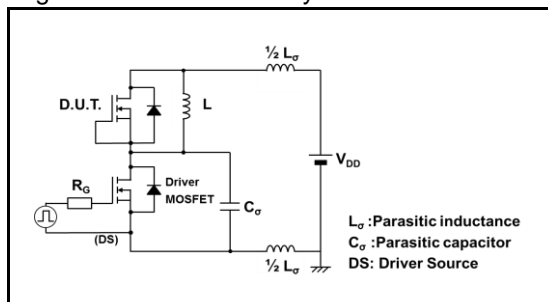 ½ Lσ
D.U.T.
L
VDD
RG
Driver
MOSFET
Cσ
(DS)
½ Lσ
Lσ :Parasitic inductance
Cσ : Parasitic capacitor
DS: Driver Source